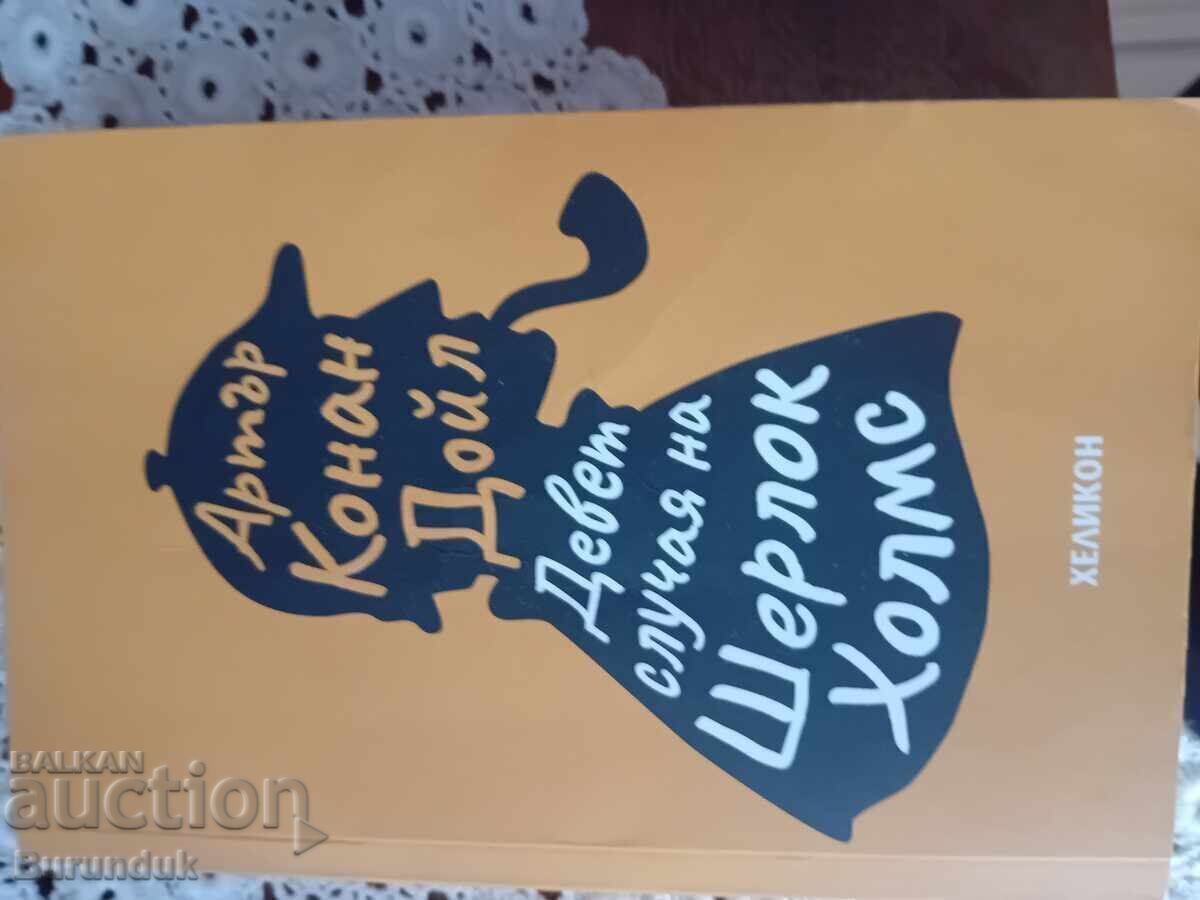 Артър
Конан
Дойл
Девет
случая на
Шерлок
Холмс
ХЕЛИКОН
BALKAN
auction
Burunduk